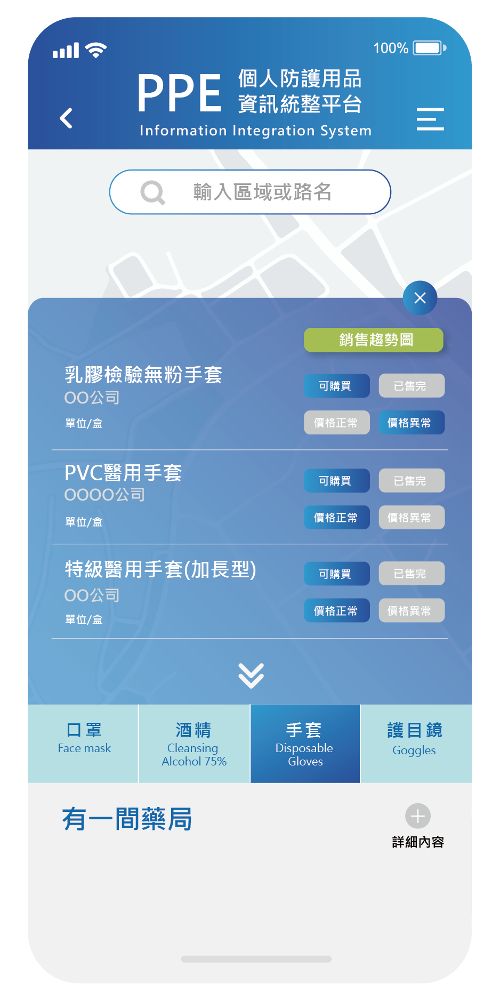 100%
PPE
個人防護用品
資訊統整平台
Information Integration System
輸入區域或路名
銷售趨勢圖
乳膠檢驗無粉手套
OO公司
單位/盒
可購買
已售完
價格正常
價格異常
PVC醫用手套
OOOO公司
單位/盒
可購買
已售完
價格正常
價格異常
特級醫用手套(加長型)
OO公司
單位/盒
可購買
已售完
價格正常
價格異常
口罩
Face mask
酒精
Cleansing
Alcohol 75%
手套
Disposable
Gloves
護目鏡
Goggles
有一間藥局
詳細內容